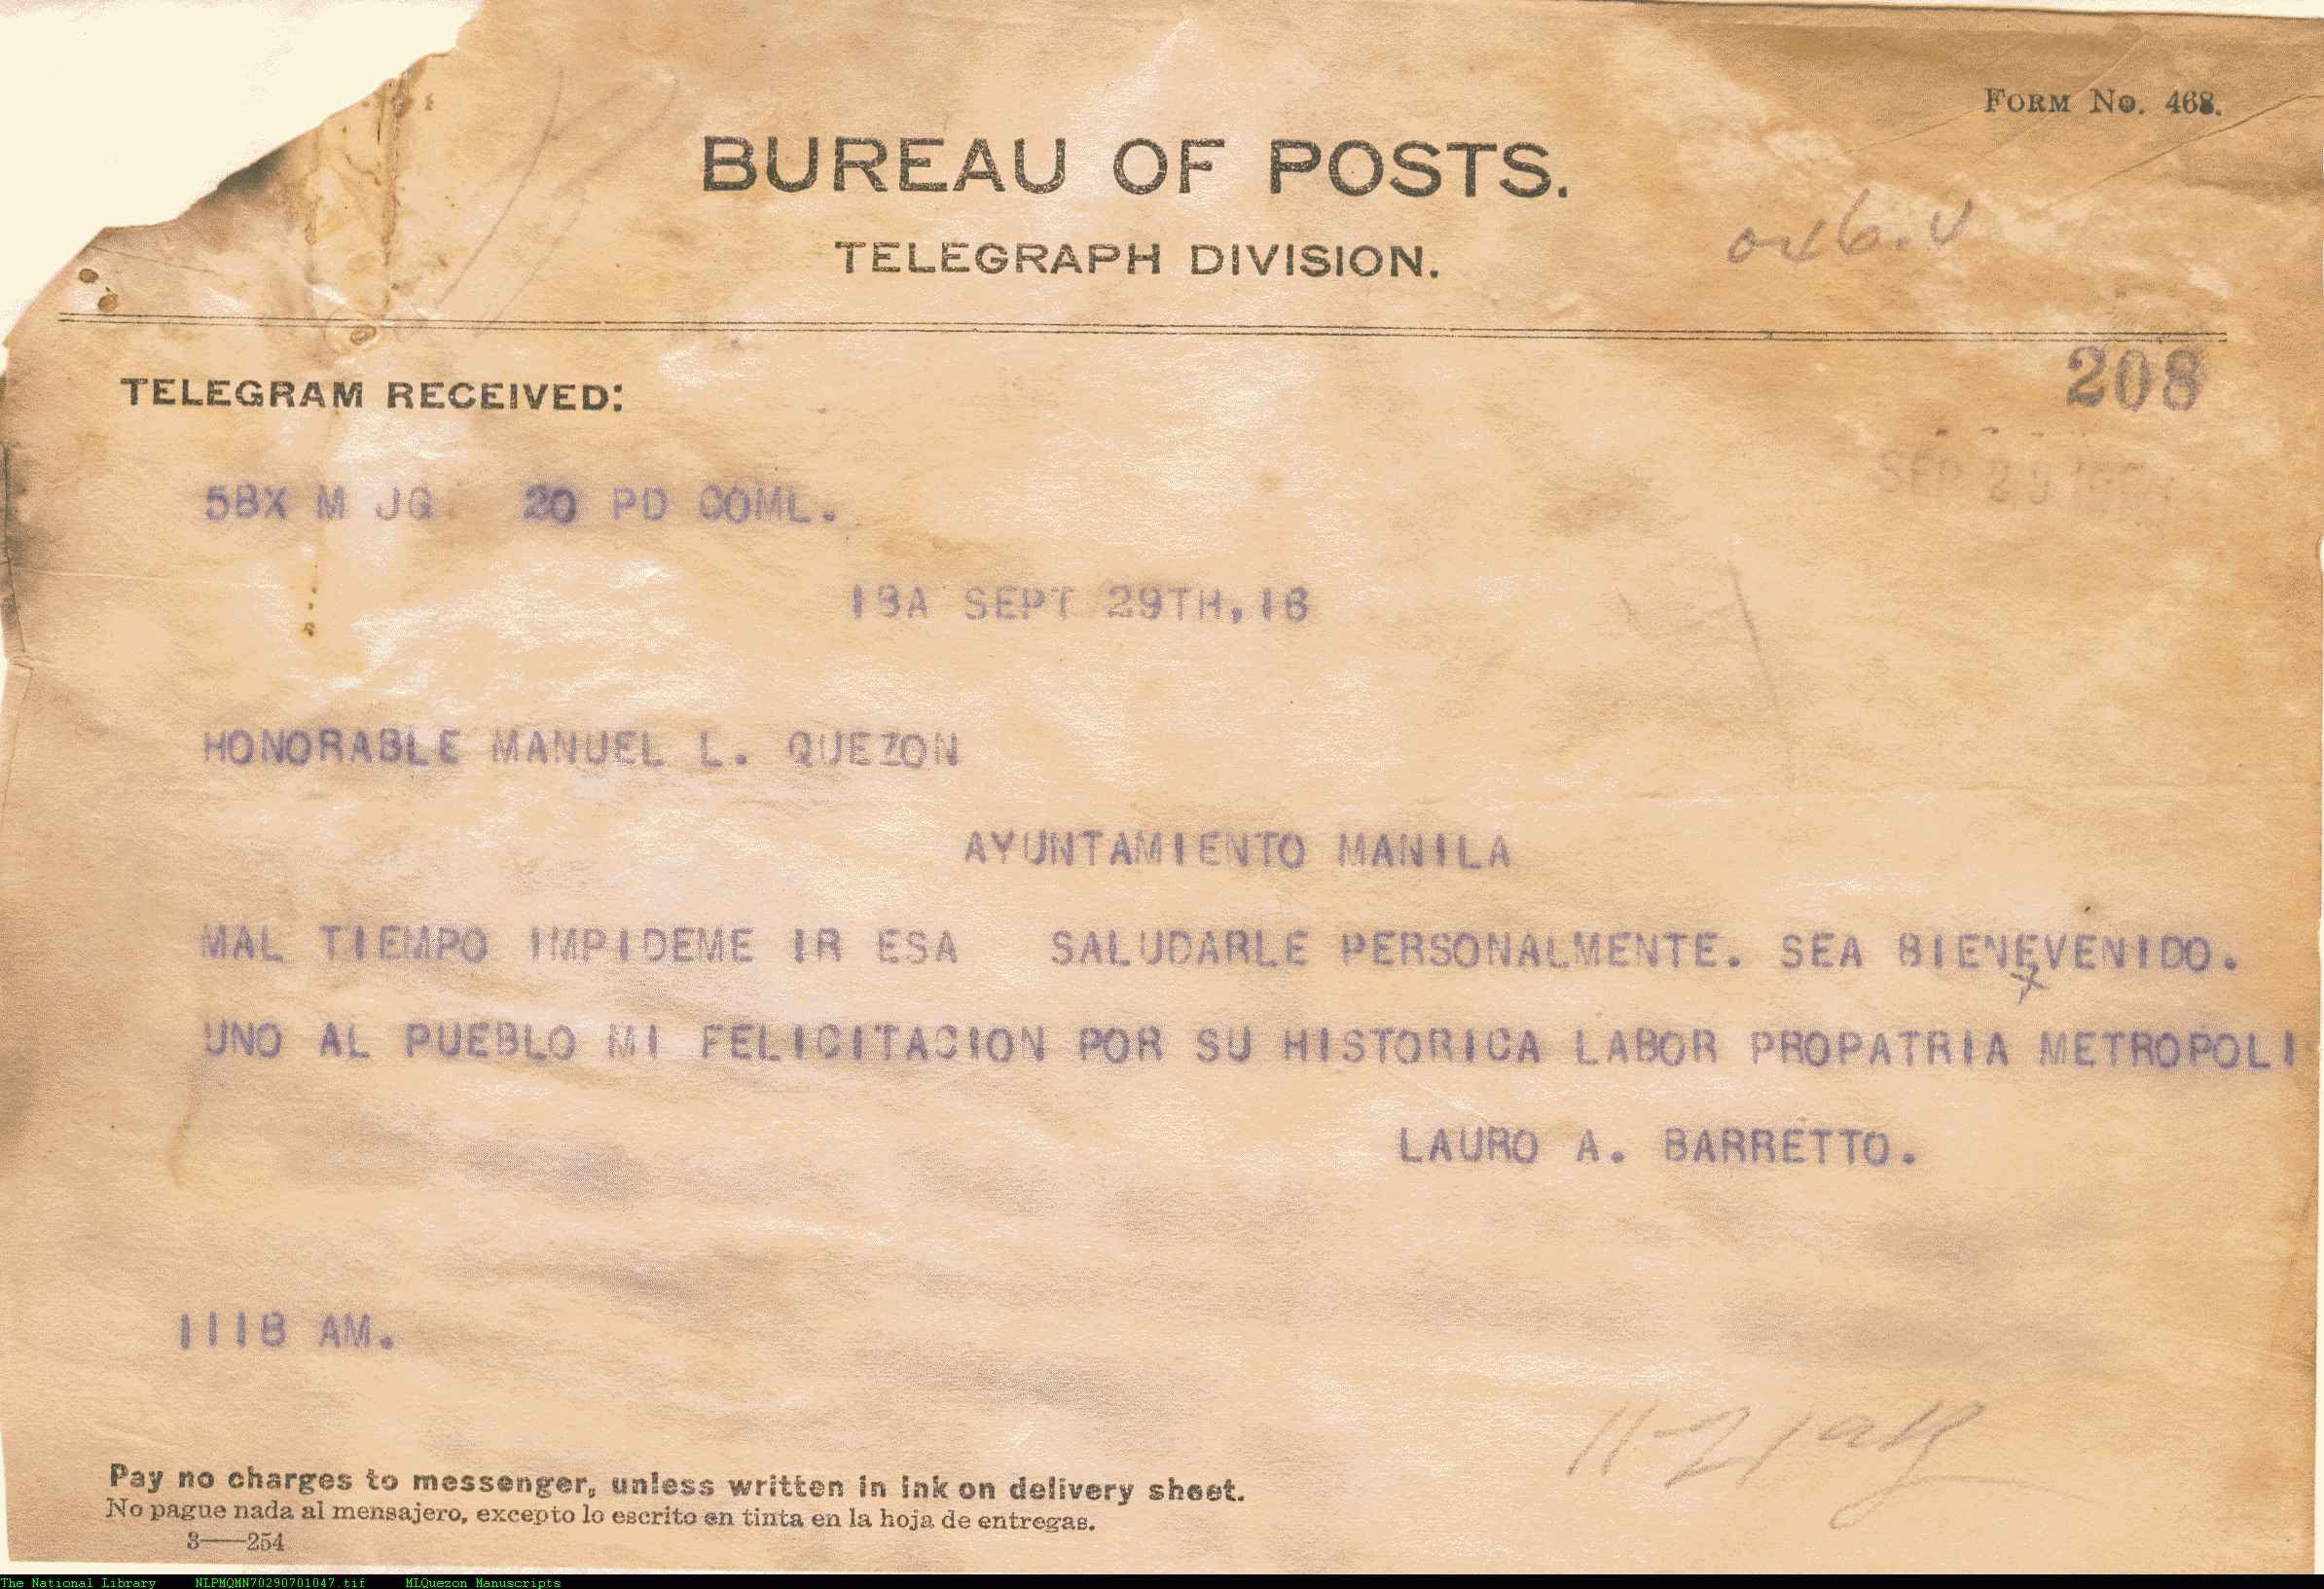 FORM No. 468.
BUREAU OF POSTS.
TELEGRAPH DIVISION.
TELEGRAM RECEIVED:
208
SEP 29
58X M JG 20 PD COML.
SEPT 29TH, 16
HONORABLE MANUEL L. QUEZON
AYUNTAMIENTO MANILA
MAL TIEMPO IMPIDEME IR ESA SALUDARLE PERSONALMENTE. SEA BIENEVENIDO.
UNO AL PUEBLO MI FELICITACION POR SU HISTORICA LABOR PROPATRIA METROPOLI
LAURO A. BARRETTO.
1118 AM.
Pay no charges to messenger, unless written in ink on delivery sheet.
No pague nada al mensajero, excepto lo escrito en tinta en la hoja de entregas.
3—254
The National Library NLPMQMN70290701047.tif MLQuezon Manuscripts